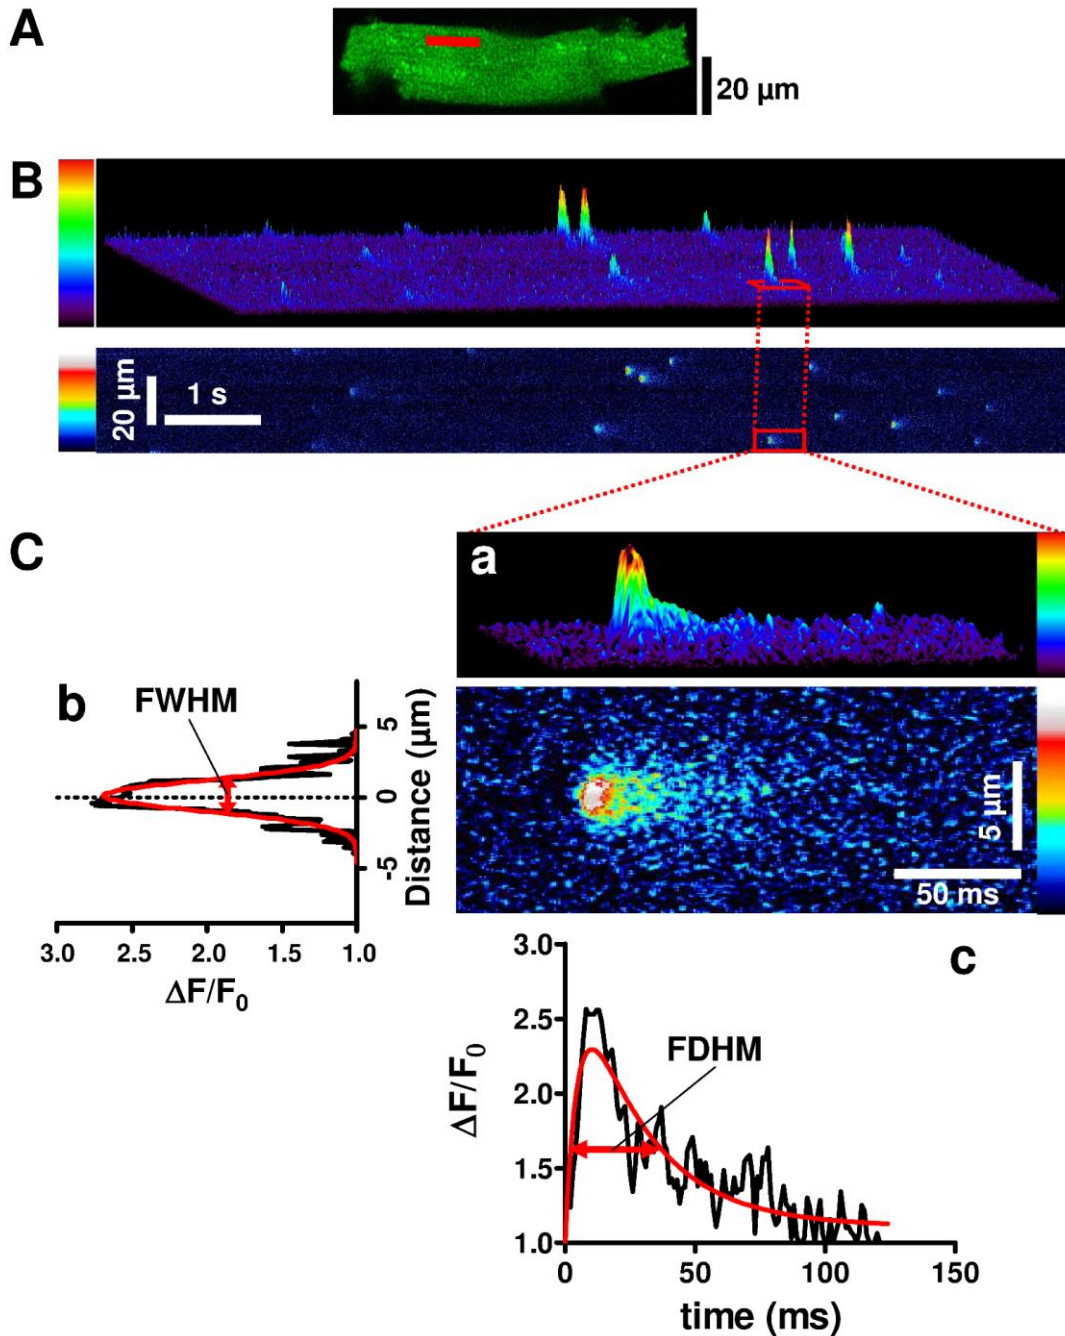 A
20 µm
B
20 µm
1 s
C
a
b
FWHM
5
0
-5
Distance (µm)
3.0 2.5 2.0 1.5 1.0
ΔF/F₀
5 µm
50 ms
c
3.0
2.5
2.0
1.5
1.0
ΔF/F₀
FDHM
0 50 100 150
time (ms)